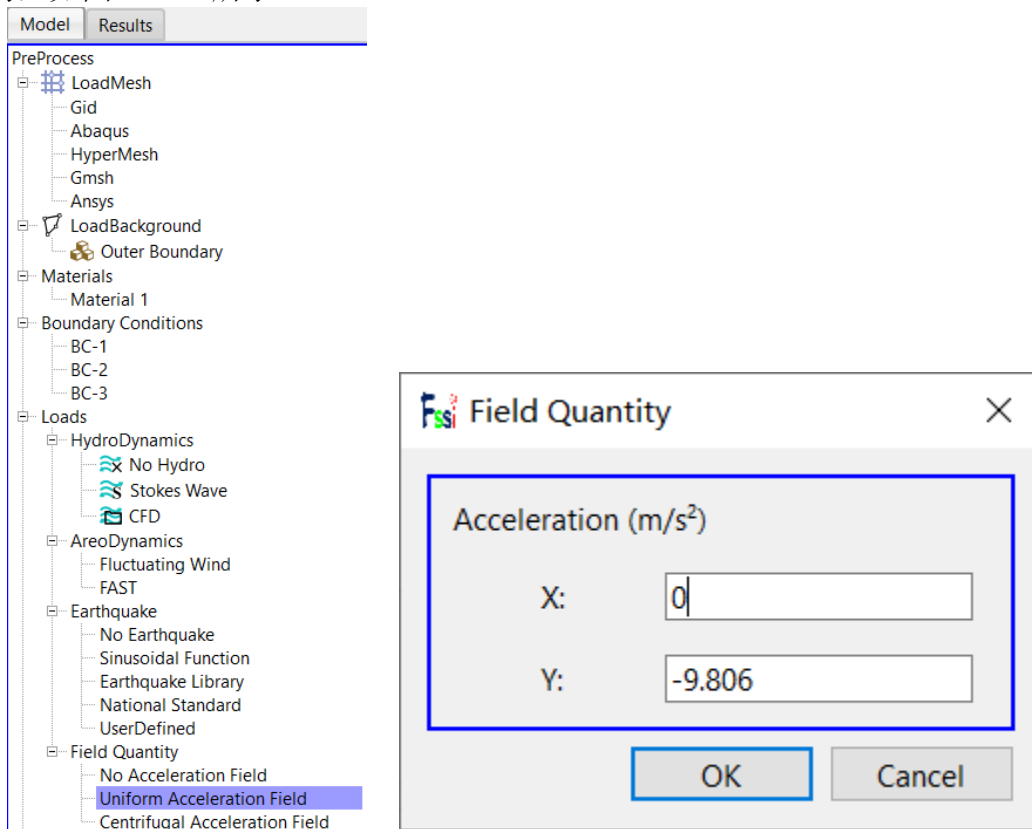 Model Results
PreProcess
LoadMesh
Gid
Abaqus
HyperMesh
Gmsh
Ansys
LoadBackground
Outer Boundary
Materials
Material 1
Boundary Conditions
BC-1
BC-2
BC-3
Loads
HydroDynamics
No Hydro
Stokes Wave
CFD
AreoDynamics
Fluctuating Wind
FAST
Earthquake
No Earthquake
Sinusoidal Function
Earthquake Library
National Standard
UserDefined
Field Quantity
No Acceleration Field
Uniform Acceleration Field
Centrifugal Acceleration Field
Fssi Field Quantity
Acceleration (m/s²)
X: 0
Y: -9.806
OK Cancel